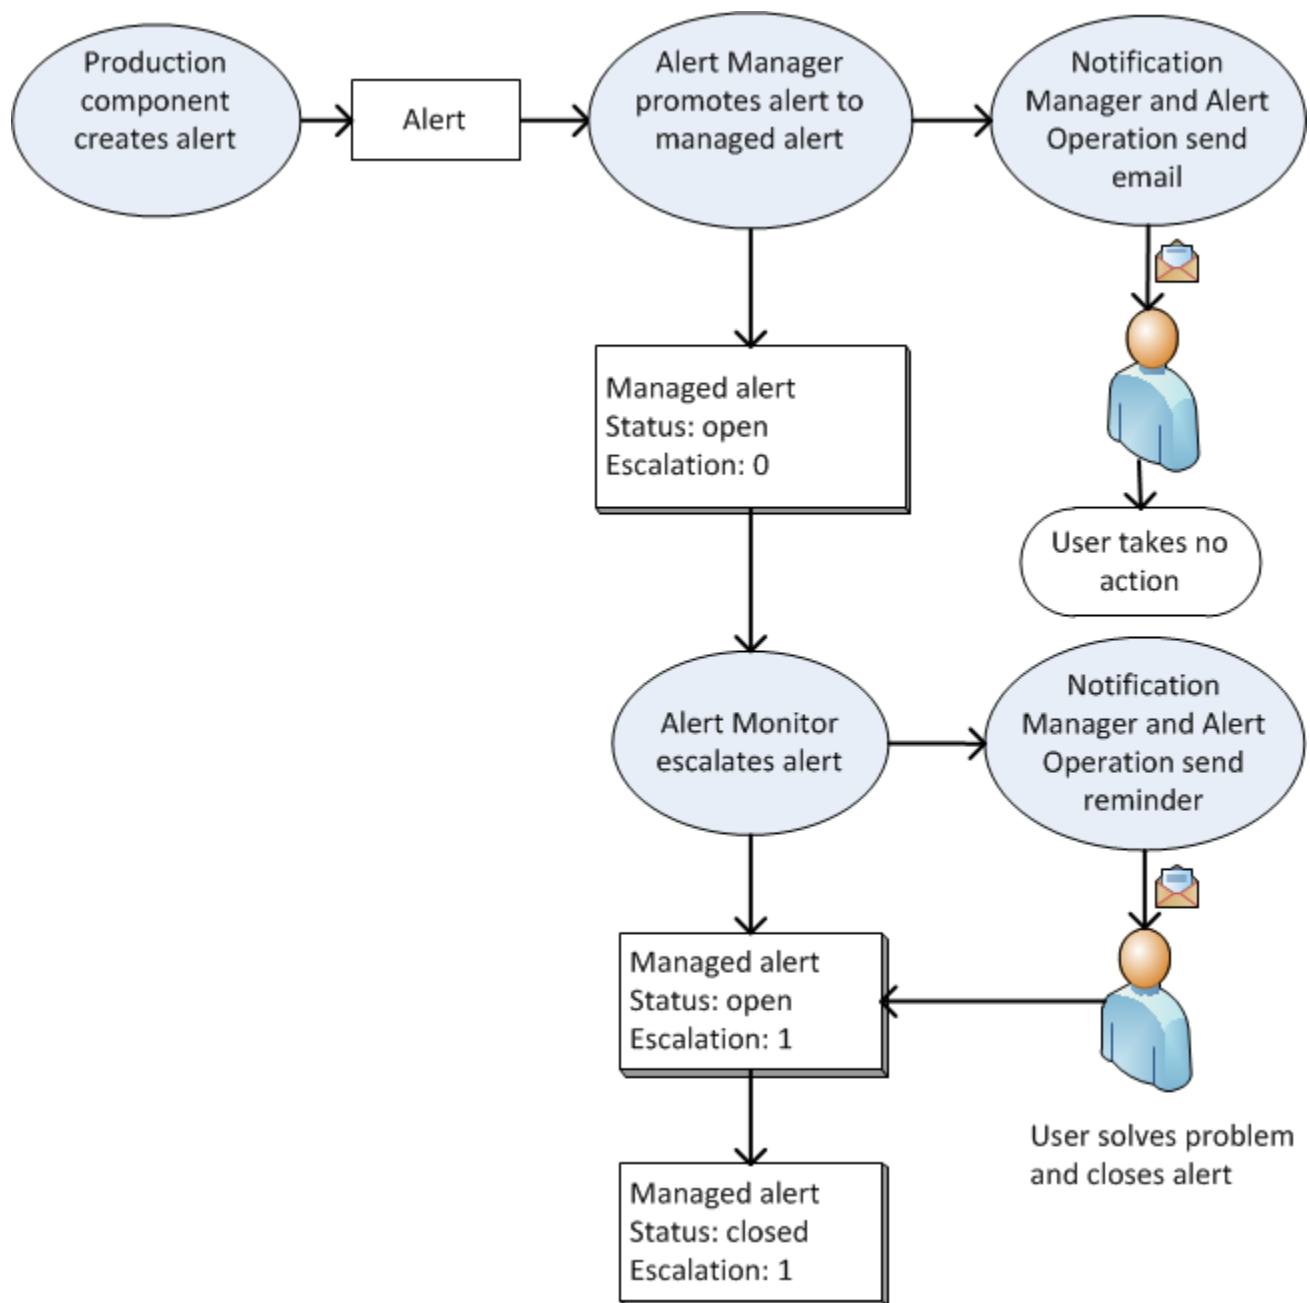 Production
component
creates alert
Alert
Alert Manager
promotes alert to
managed alert
Notification
Manager and Alert
Operation send
email
Managed alert
Status: open
Escalation: 0
User takes no
action
Alert Monitor
escalates alert
Notification
Manager and Alert
Operation send
reminder
Managed alert
Status: open
Escalation: 1
User solves problem
and closes alert
Managed alert
Status: closed
Escalation: 1